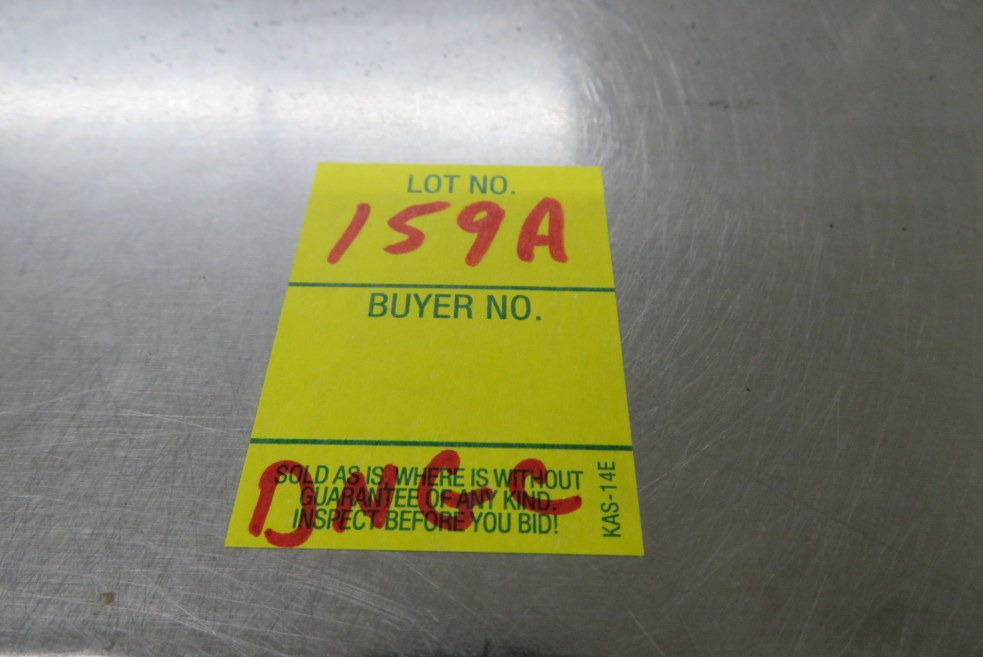 LOT NO.
159A
BUYER NO.
SOLD AS IS, WHERE IS WITHOUT
GUARANTEE OF ANY KIND.
INSPECT BEFORE YOU BID!
KAS-14E